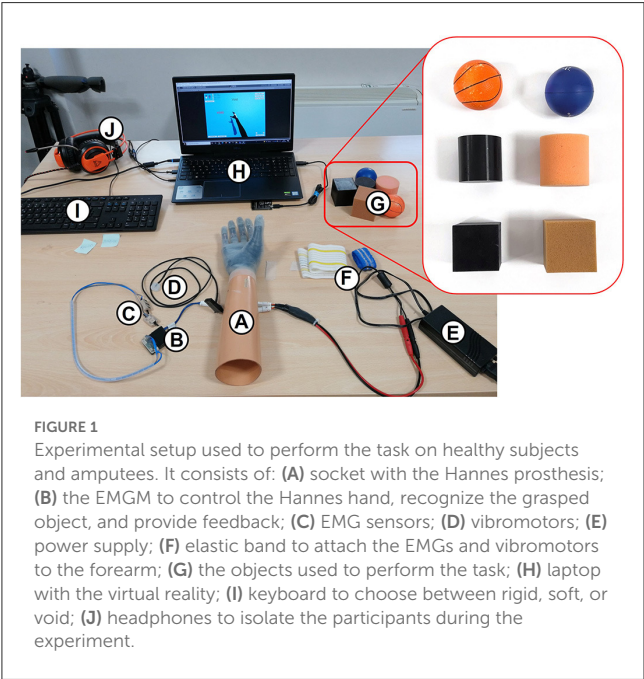 J
H
I
G
D
F
C
A
B
E
FIGURE 1
Experimental setup used to perform the task on healthy subjects
and amputees. It consists of: (A) socket with the Hannes prosthesis;
(B) the EMGM to control the Hannes hand, recognize the grasped
object, and provide feedback; (C) EMG sensors; (D) vibromotors; (E)
power supply; (F) elastic band to attach the EMGs and vibromotors
to the forearm; (G) the objects used to perform the task; (H) laptop
with the virtual reality; (I) keyboard to choose between rigid, soft, or
void; (J) headphones to isolate the participants during the
experiment.